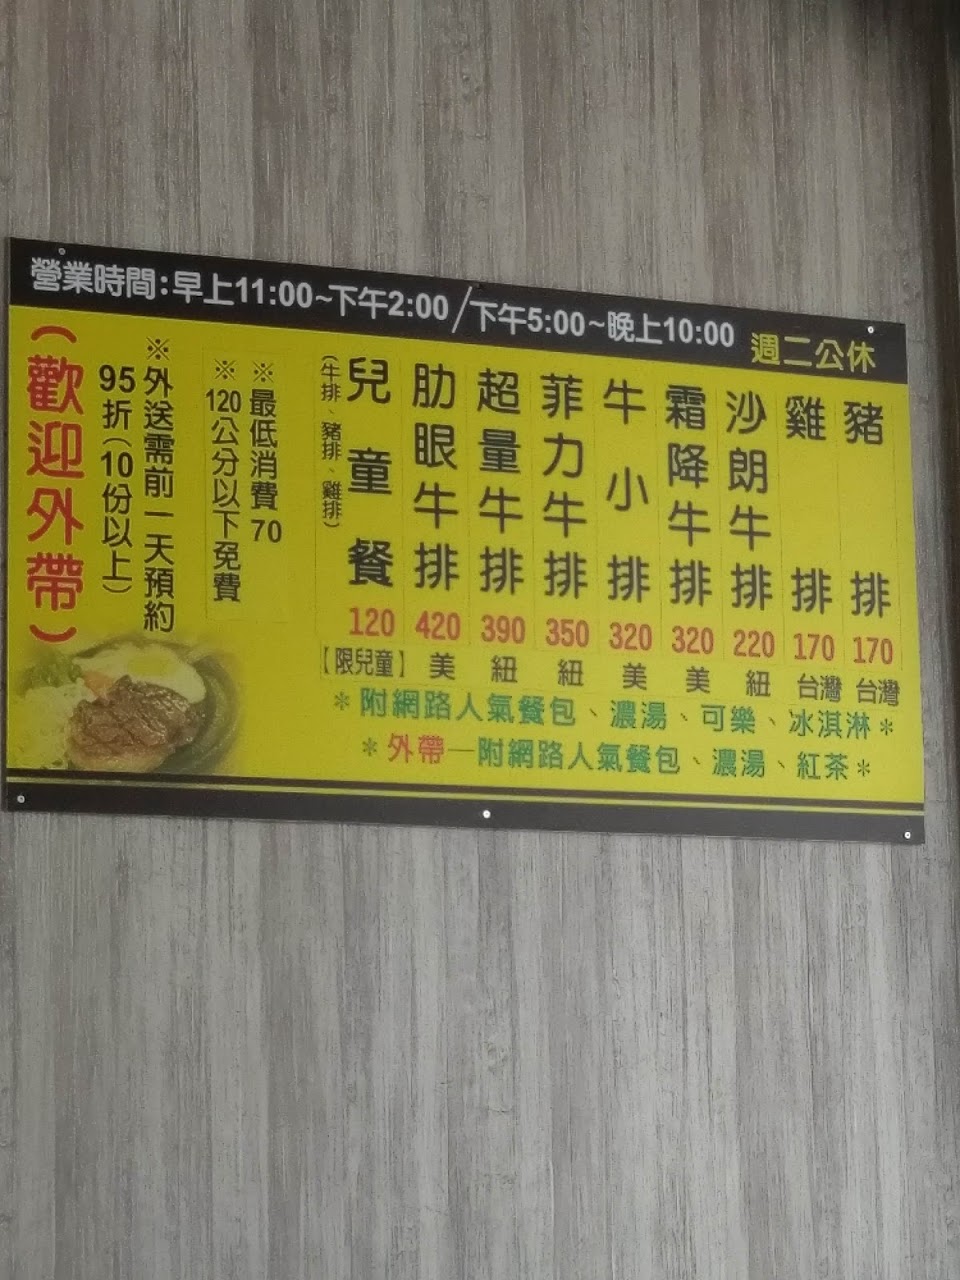 營業時間:早上11:00~下午2:00/下午5:00~晚上10:00 週二公休
豬排 170 台灣
雞排 170 台灣
沙朗牛排 220 紐
霜降牛排 320 美
牛小排 320 美
菲力牛排 350 紐
超量牛排 390 紐
肋眼牛排 420 美
兒童餐 120 【限兒童】
(牛排、豬排、雞排)
※最低消費70
※120公分以下免費
※外送需前一天預約
95折(10份以上)
(歡迎外帶)
＊附網路人氣餐包、濃湯、可樂、冰淇淋＊
＊外帶—附網路人氣餐包、濃湯、紅茶＊